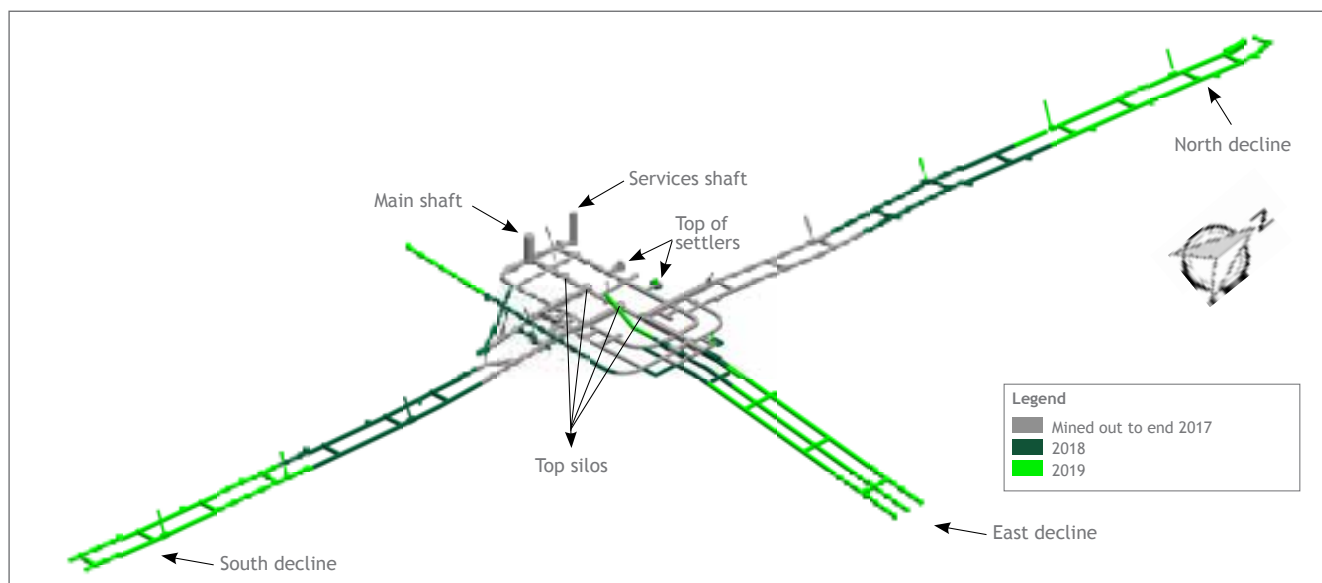 North decline
Services shaft
Main shaft
Top of
settlers
N
Legend
Mined out to end 2017
2018
2019
Top silos
East decline
South decline